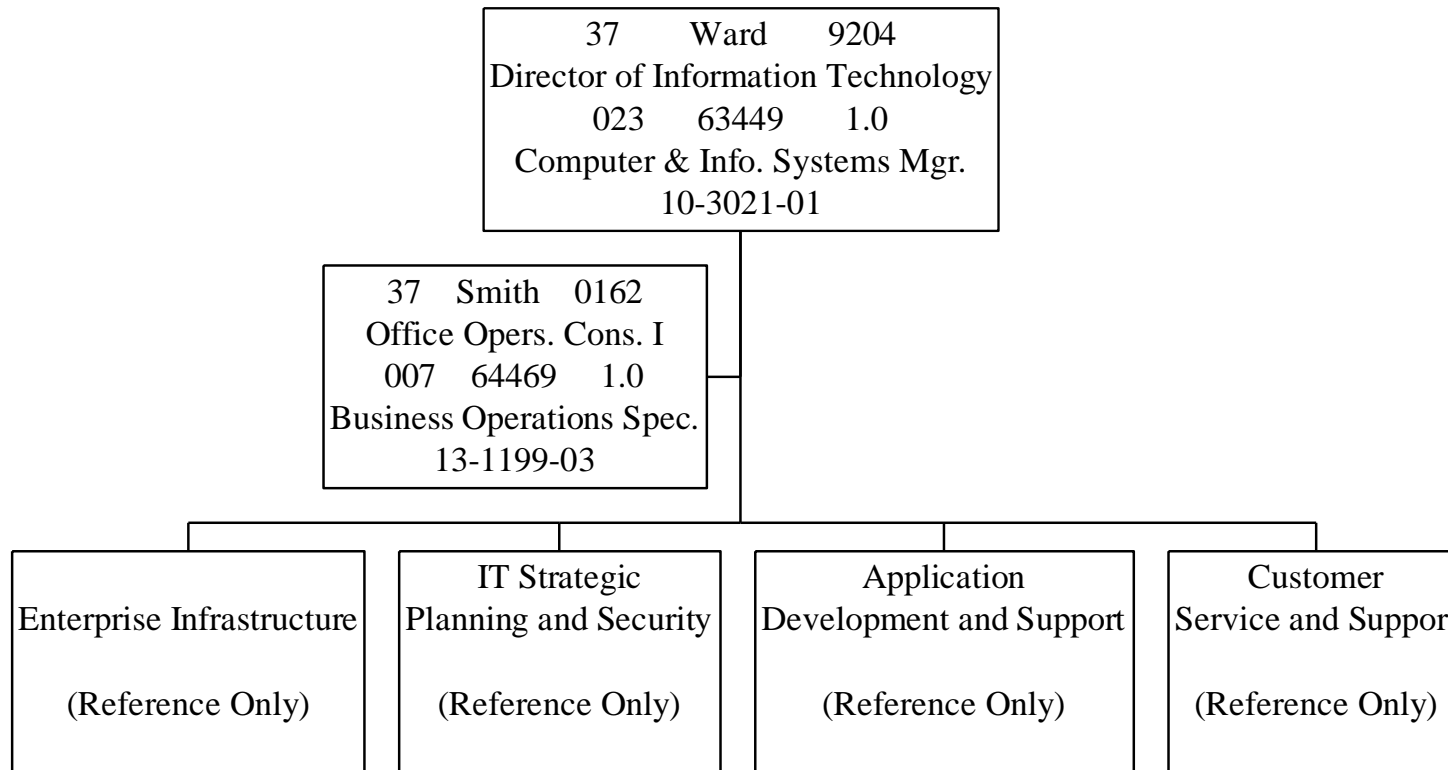 37 Ward 9204
Director of Information Technology
023 63449 1.0
Computer & Info. Systems Mgr.
10-3021-01
37 Smith 0162
Office Opers. Cons. I
007 64469 1.0
Business Operations Spec.
13-1199-03
Enterprise Infrastructure
(Reference Only)
IT Strategic
Planning and Security
(Reference Only)
Application
Development and Support
(Reference Only)
Customer
Service and Suppor
(Reference Only)